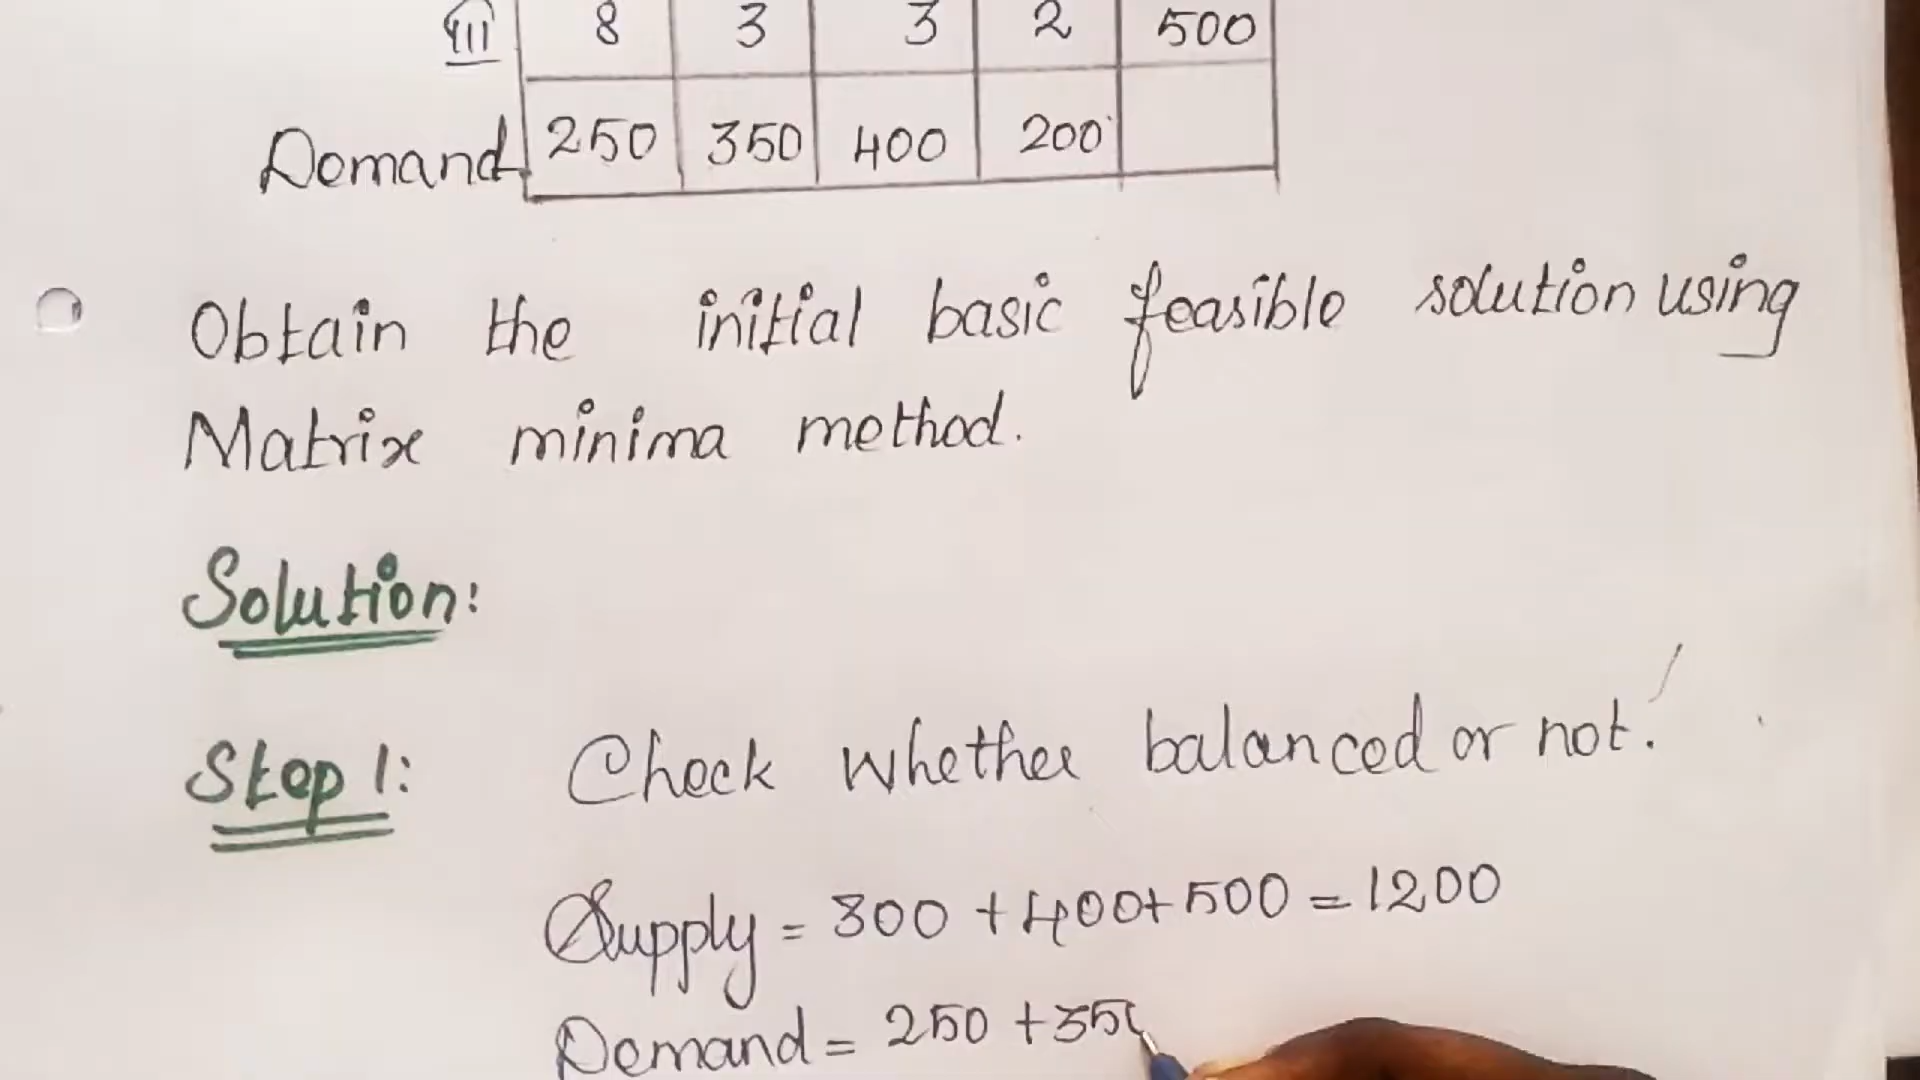 III 8 3 3 2 500
Demand 250 350 400 200
Obtain the initial basic feasible solution using
Matrix minima method.
Solution:
Step 1: Check whether balanced or not.
Supply = 300 + 400 + 500 = 1200
Demand = 250 + 350